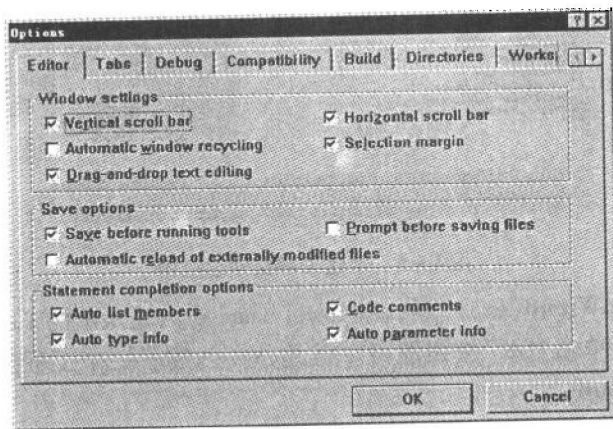 Options
Editor Tabs Debug Compatibility Build Directories Works
Window settings
Vertical scroll bar Horizontal scroll bar
Automatic window recycling Selection margin
Drag-and-drop text editing
Save options
Save before running tools Prompt before saving files
Automatic reload of externally modified files
Statement completion options
Auto list members Code comments
Auto type info Auto parameter info
OK Cancel